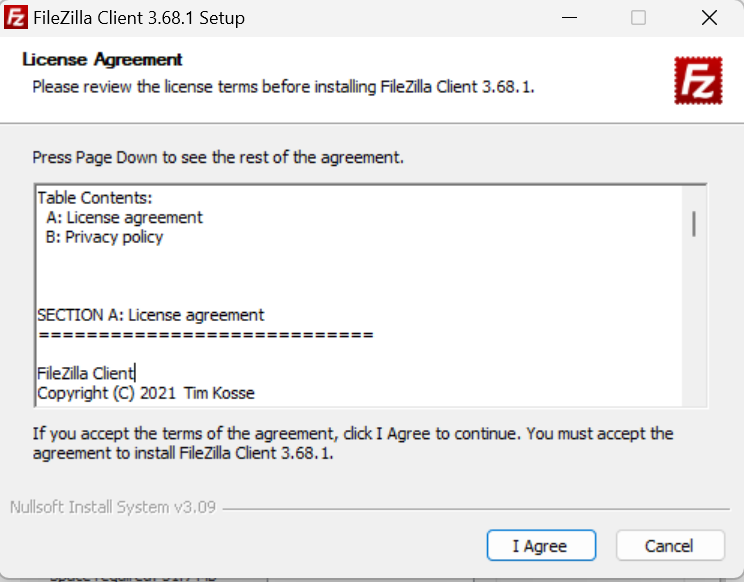 FileZilla Client 3.68.1 Setup
License Agreement
Please review the license terms before installing FileZilla Client 3.68.1.
Fz
Press Page Down to see the rest of the agreement.
Table Contents:
A: License agreement
B: Privacy policy
SECTION A: License agreement
============================
FileZilla Client
Copyright (C) 2021 Tim Kosse
If you accept the terms of the agreement, click I Agree to continue. You must accept the
agreement to install FileZilla Client 3.68.1.
Nullsoft Install System v3.09
I Agree
Cancel